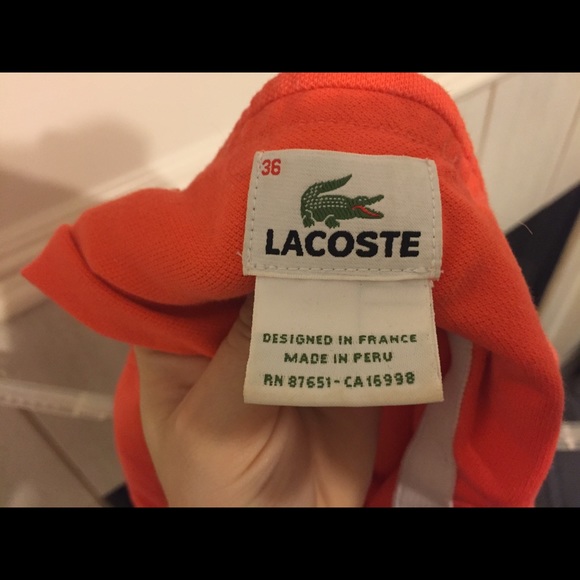 36
LACOSTE
DESIGNED IN FRANCE
MADE IN PERU
RN 87651-CA16998